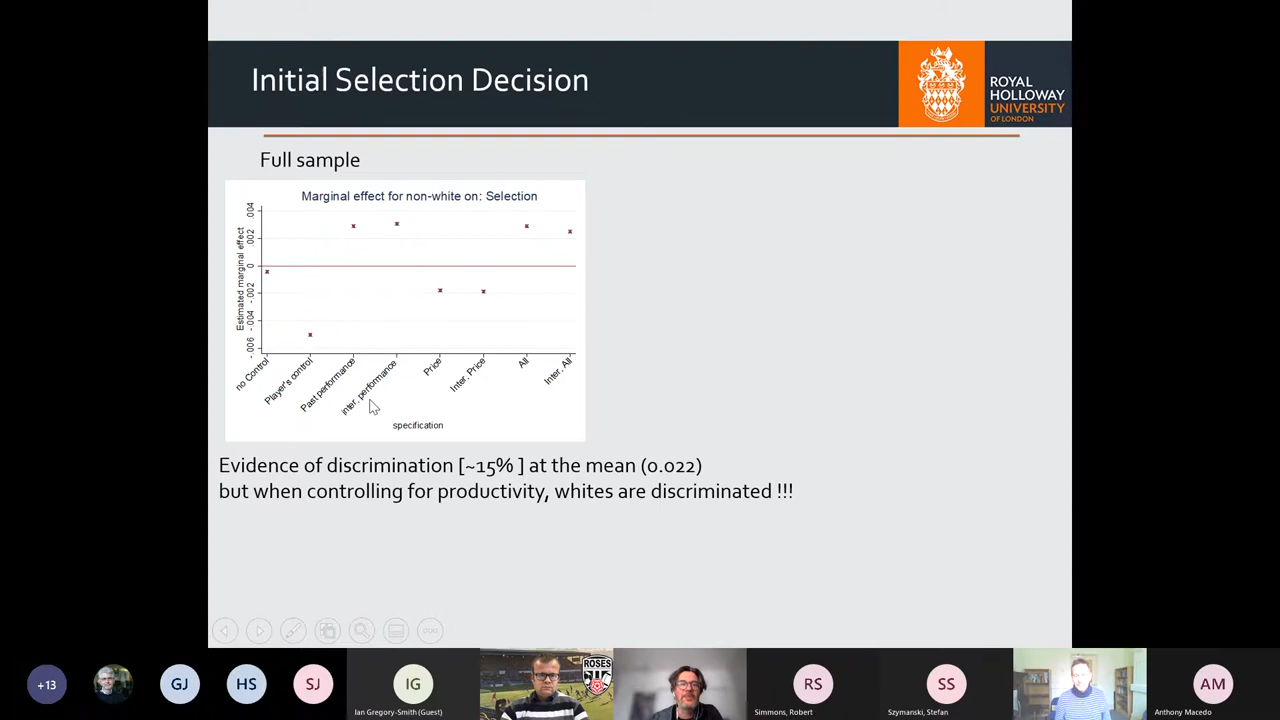 Initial Selection Decision
ROYAL
HOLLOWAY
UNIVERSITY
OF LONDON
Full sample
Marginal effect for non-white on: Selection
Estimated marginal effect
.004
.002
0
-.002
-.004
-.006
no Control
Player's control
Past performance
inter. performance
Price
Inter. Price
All
Inter. All
specification
Evidence of discrimination [~15% ] at the mean (0.022)
but when controlling for productivity, whites are discriminated !!!
+13
GJ
HS
SJ
IG
Ian Gregory-Smith (Guest)
ROSES
RS
Simmons, Robert
SS
Szymanski, Stefan
AM
Anthony Macedo